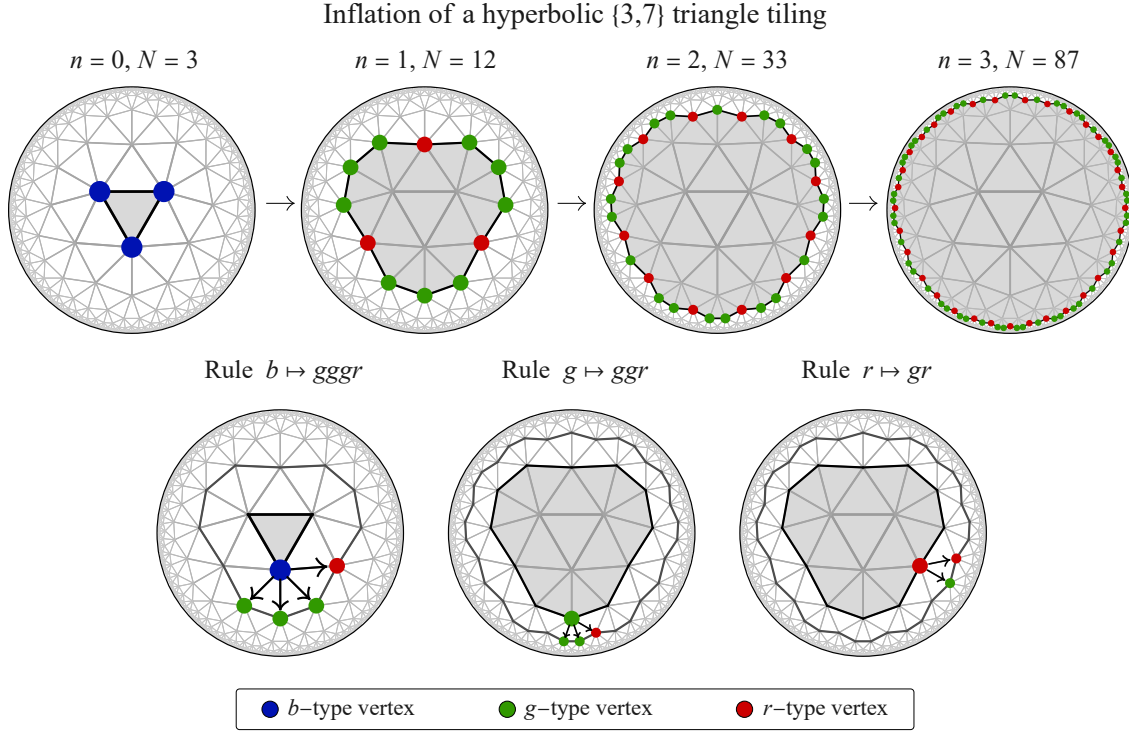 Inflation of a hyperbolic {3,7} triangle tiling
n = 0, N = 3
n = 1, N = 12
n = 2, N = 33
n = 3, N = 87
Rule b ↦ gggr
Rule g ↦ ggr
Rule r ↦ gr
b−type vertex
g−type vertex
r−type vertex